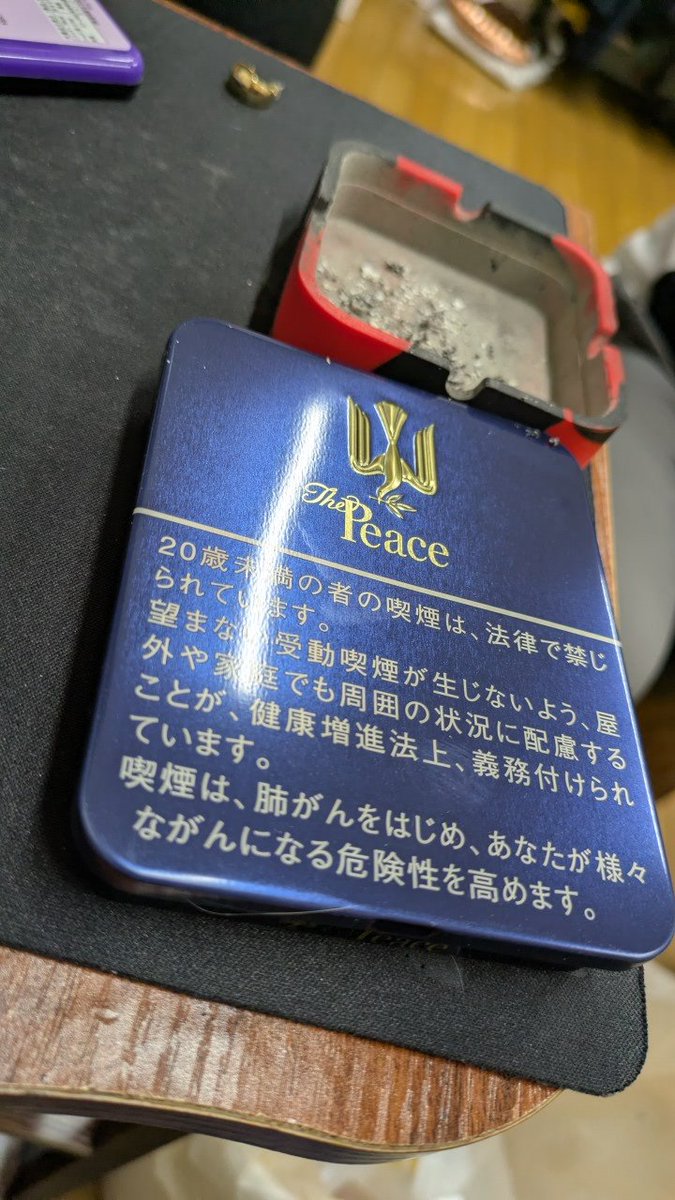 The
Peace
20歳未満の者の喫煙は、法律で禁じ
られています。
望まない受動喫煙が生じないよう、屋
外や家庭でも周囲の状況に配慮する
ことが、健康増進法上、義務付けられ
ています。
喫煙は、肺がんをはじめ、あなたが様々
ながんになる危険性を高めます。
Peace